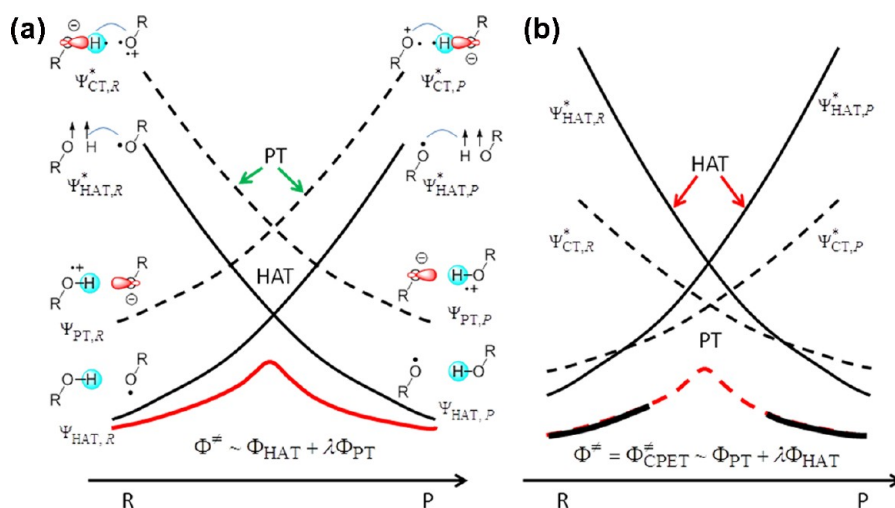 (a)
R
⊖
H
O
•+
R
R
Ψ*CT,R
R
O
+
H
R
⊖
Ψ*CT,P
PT
O H •O
R
R
Ψ*HAT,R
O• H O
R
R
Ψ*HAT,P
•+
O–H
R
R
⊖
ΨPT,R
HAT
⊖
R
H–O
R
•+
ΨPT,P
O–H
R
R
O
•
ΨHAT,R
O•
R
H–O
R
ΨHAT,P
Φ≠ ~ ΦHAT + λΦPT
R
P
(b)
Ψ*HAT,R
Ψ*HAT,P
HAT
Ψ*CT,R
Ψ*CT,P
PT
Φ≠ = Φ≠CPET ~ ΦPT + λΦHAT
R
P